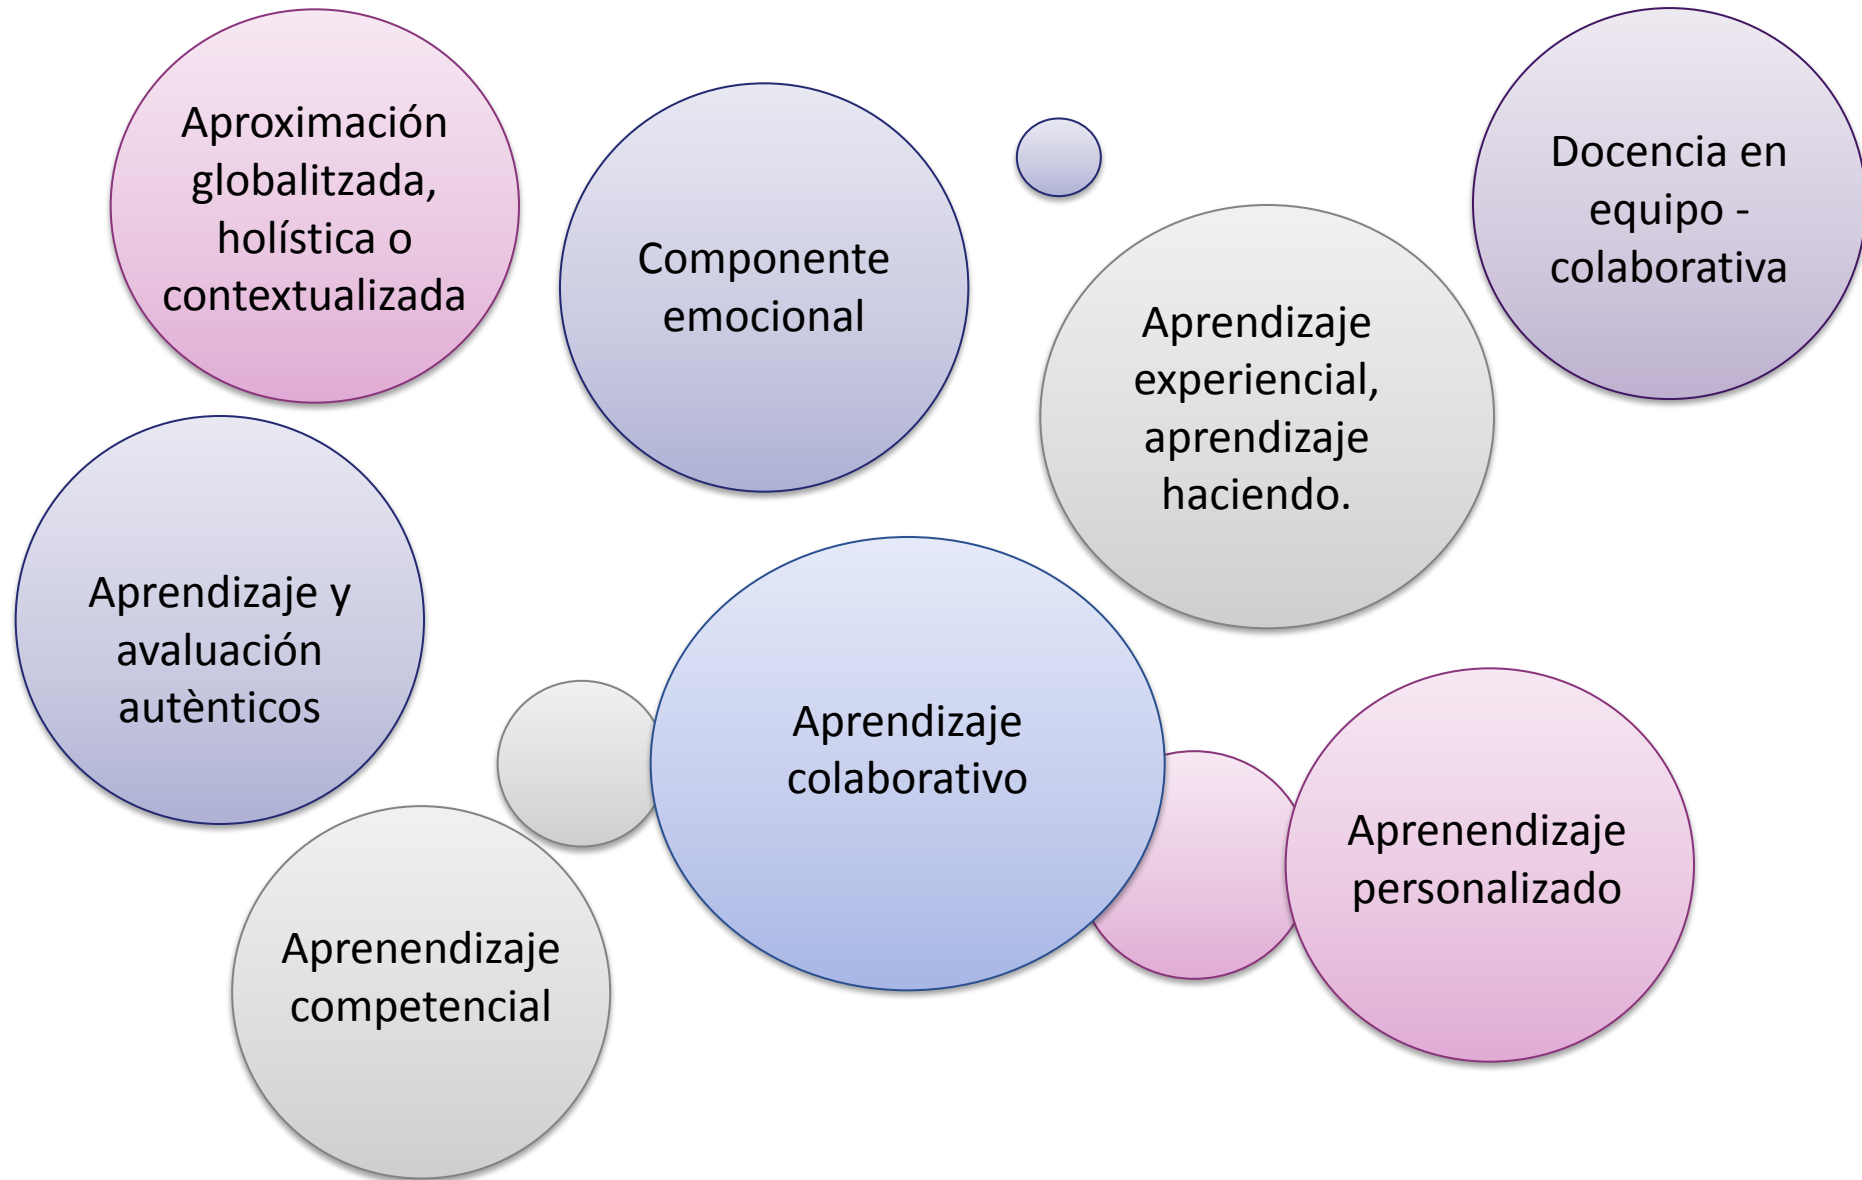 Aproximación
globalitzada,
holística o
contextualizada
Componente
emocional
Docencia en
equipo -
colaborativa
Aprendizaje
experiencial,
aprendizaje
haciendo.
Aprendizaje y
avaluación
autènticos
Aprendizaje
colaborativo
Aprenendizaje
personalizado
Aprenendizaje
competencial